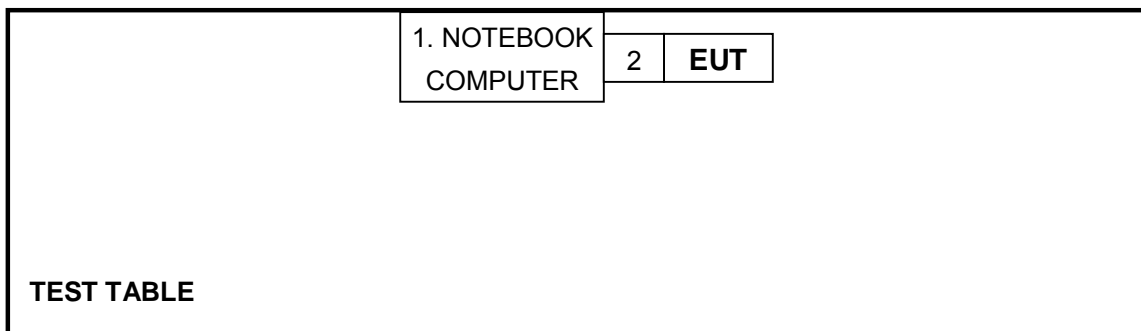 1. NOTEBOOK
COMPUTER
2
EUT
TEST TABLE